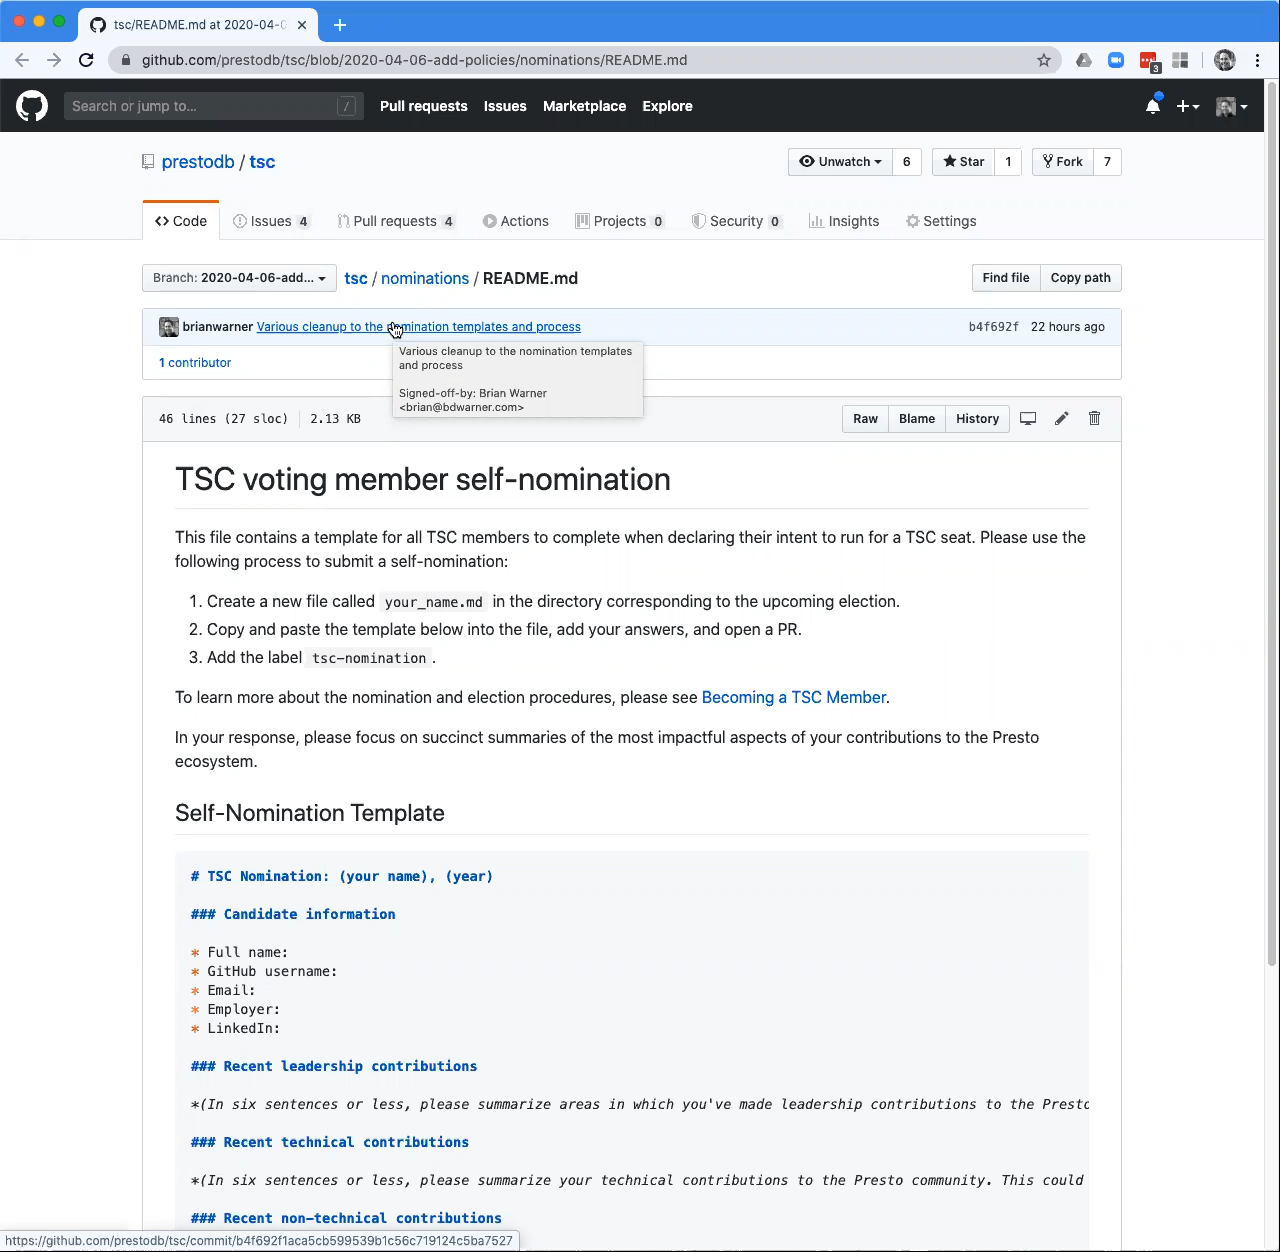 tsc/README.md at 2020-04-0
github.com/prestodb/tsc/blob/2020-04-06-add-policies/nominations/README.md
3
Search or jump to...
/
Pull requests Issues Marketplace Explore
prestodb / tsc
Unwatch 6 Star 1 Fork 7
Code Issues 4 Pull requests 4 Actions Projects 0 Security 0 Insights Settings
Branch: 2020-04-06-add... tsc / nominations / README.md Find file Copy path
brianwarner Various cleanup to the nomination templates and process b4f692f 22 hours ago
Various cleanup to the nomination templates
and process
Signed-off-by: Brian Warner
<brian@bdwarner.com>
1 contributor
46 lines (27 sloc) 2.13 KB Raw Blame History
TSC voting member self-nomination
This file contains a template for all TSC members to complete when declaring their intent to run for a TSC seat. Please use the
following process to submit a self-nomination:
1. Create a new file called your_name.md in the directory corresponding to the upcoming election.
2. Copy and paste the template below into the file, add your answers, and open a PR.
3. Add the label tsc-nomination .
To learn more about the nomination and election procedures, please see Becoming a TSC Member.
In your response, please focus on succinct summaries of the most impactful aspects of your contributions to the Presto
ecosystem.
Self-Nomination Template
# TSC Nomination: (your name), (year)
### Candidate information
* Full name:
* GitHub username:
* Email:
* Employer:
* LinkedIn:
### Recent leadership contributions
*(In six sentences or less, please summarize areas in which you've made leadership contributions to the Presto
### Recent technical contributions
*(In six sentences or less, please summarize your technical contributions to the Presto community. This could
### Recent non-technical contributions
https://github.com/prestodb/tsc/commit/b4f692f1aca5cb599539b1c56c719124c5ba7527